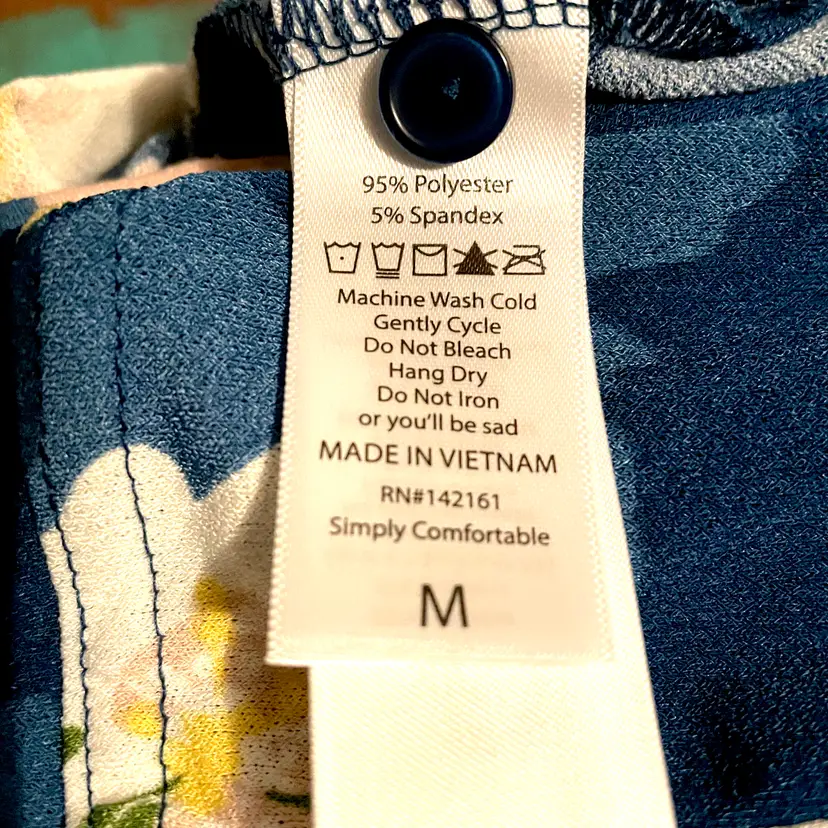 95% Polyester
5% Spandex
Machine Wash Cold
Gently Cycle
Do Not Bleach
Hang Dry
Do Not Iron
or you'll be sad
MADE IN VIETNAM
RN#142161
Simply Comfortable
M